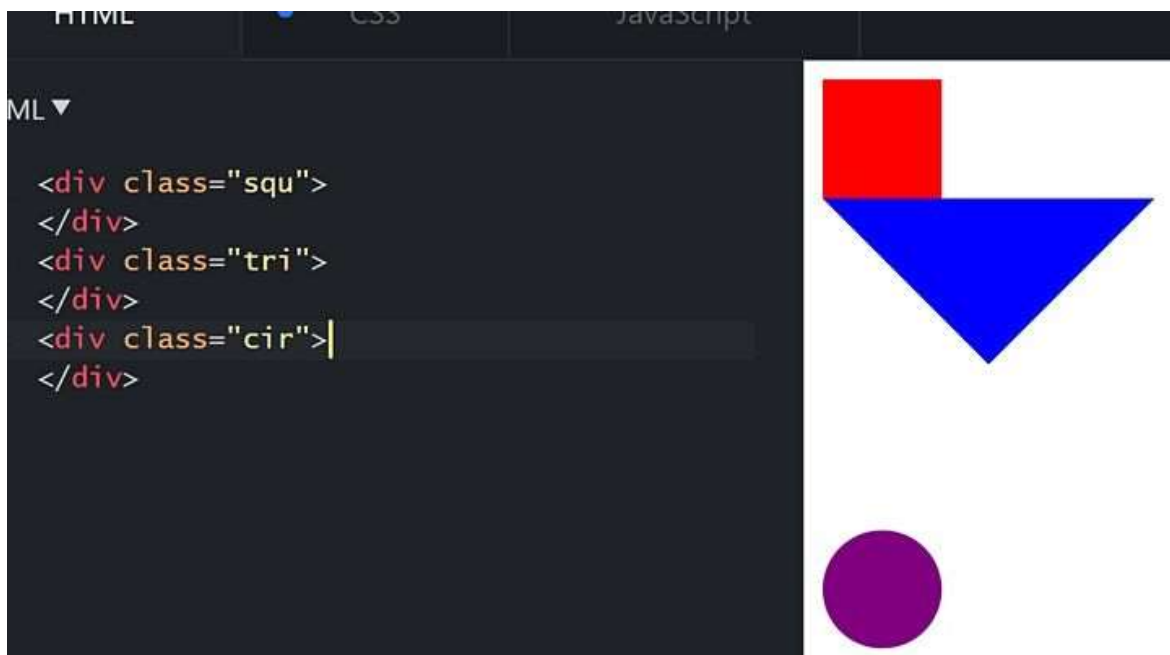 HTML CSS JavaScript
ML ▼
<div class="squ">
</div>
<div class="tri">
</div>
<div class="cir">
</div>